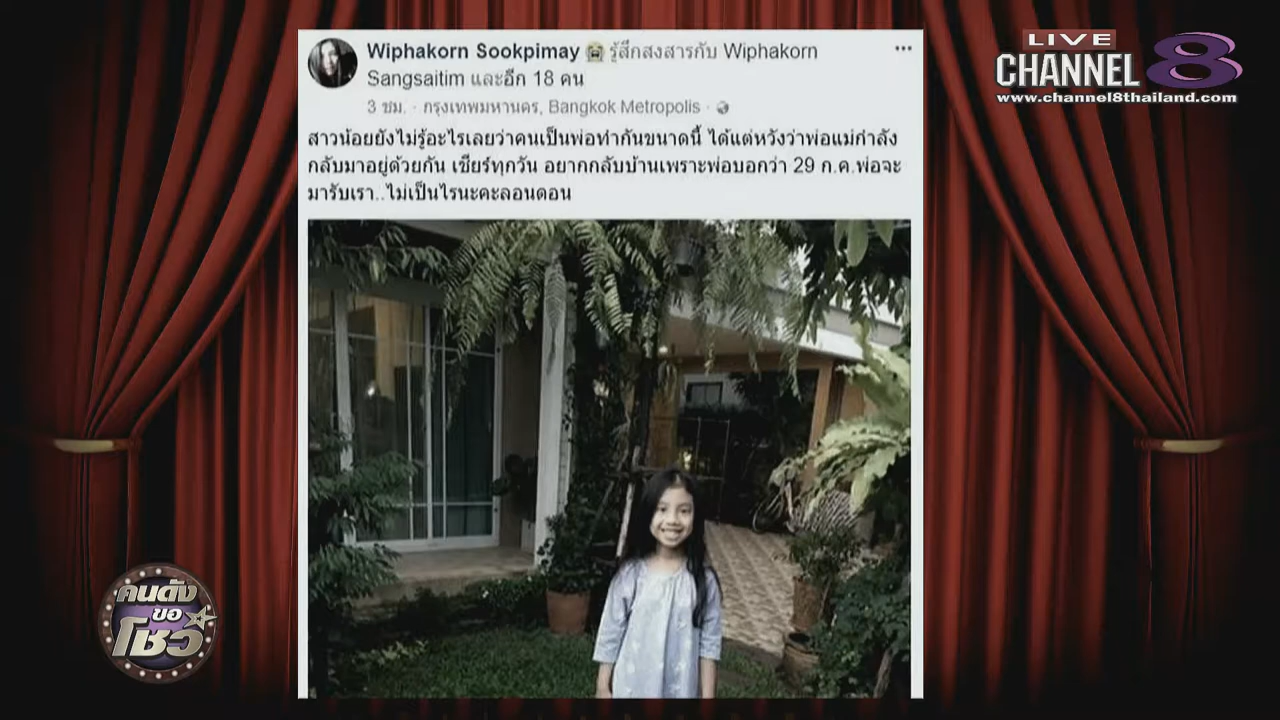 Wiphakorn Sookpimay 😭 รู้สึกสงสารกับ Wiphakorn
Sangsaitim และอีก 18 คน
3 ชม. · กรุงเทพมหานคร, Bangkok Metropolis ·
สาวน้อยยังไม่รู้อะไรเลยว่าคนเป็นพ่อทำกันขนาดนี้ ได้แต่หวังว่าพ่อแม่กำลัง
กลับมาอยู่ด้วยกัน เชียร์ทุกวัน อยากกลับบ้านเพราะพ่อบอกว่า 29 ก.ค.พ่อจะ
มารับเรา..ไม่เป็นไรนะคะลอนดอน
LIVE
CHANNEL 8
www.channel8thailand.com
คนดัง
ขอ
โชว์